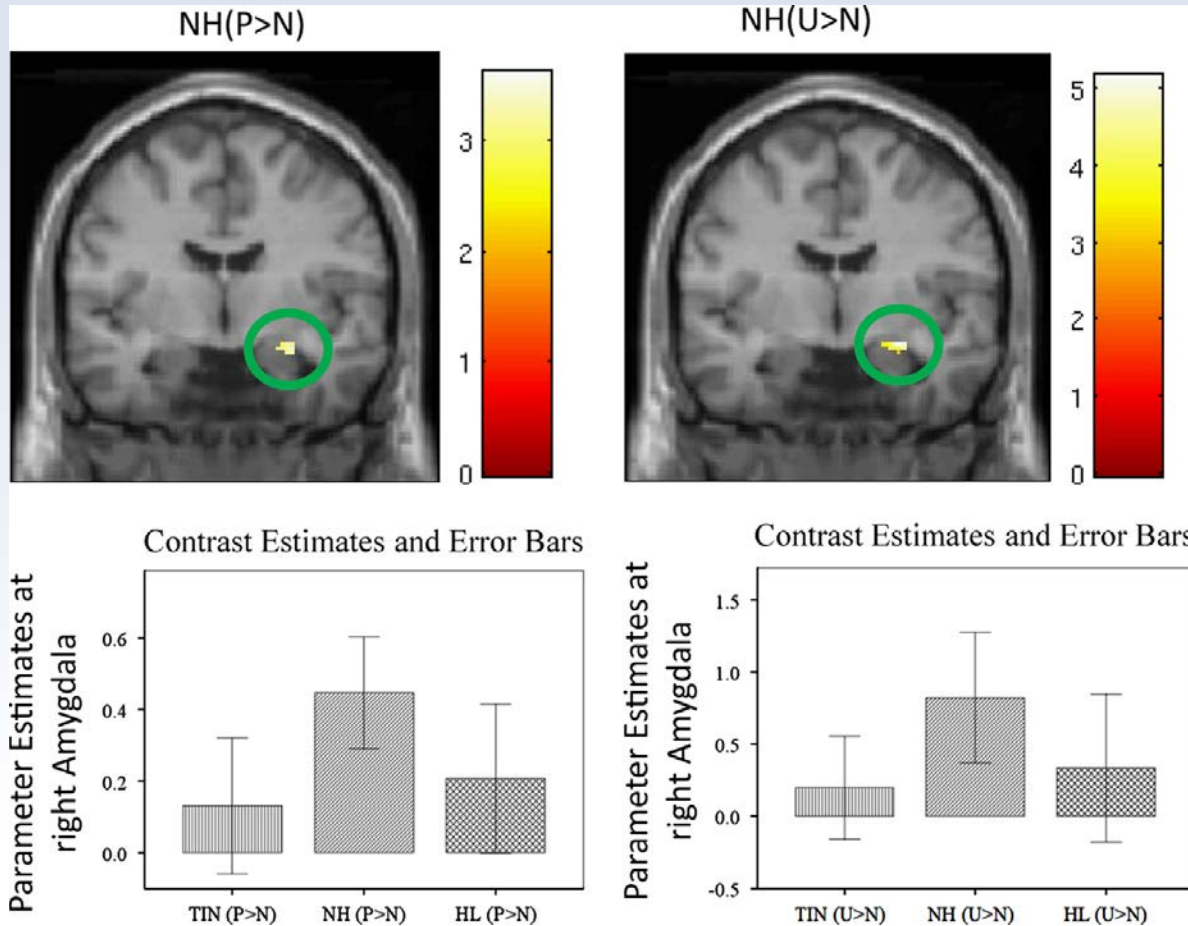 NH(P>N)
3
2
1
0
NH(U>N)
5
4
3
2
1
0
Contrast Estimates and Error Bars
Parameter Estimates at
right Amygdala
0.6
0.4
0.2
0.0
TIN (P>N) NH (P>N) HL (P>N)
Contrast Estimates and Error Bars
Parameter Estimates at
right Amygdala
1.5
1.0
0.5
0.0
-0.5
TIN (U>N) NH (U>N) HL (U>N)